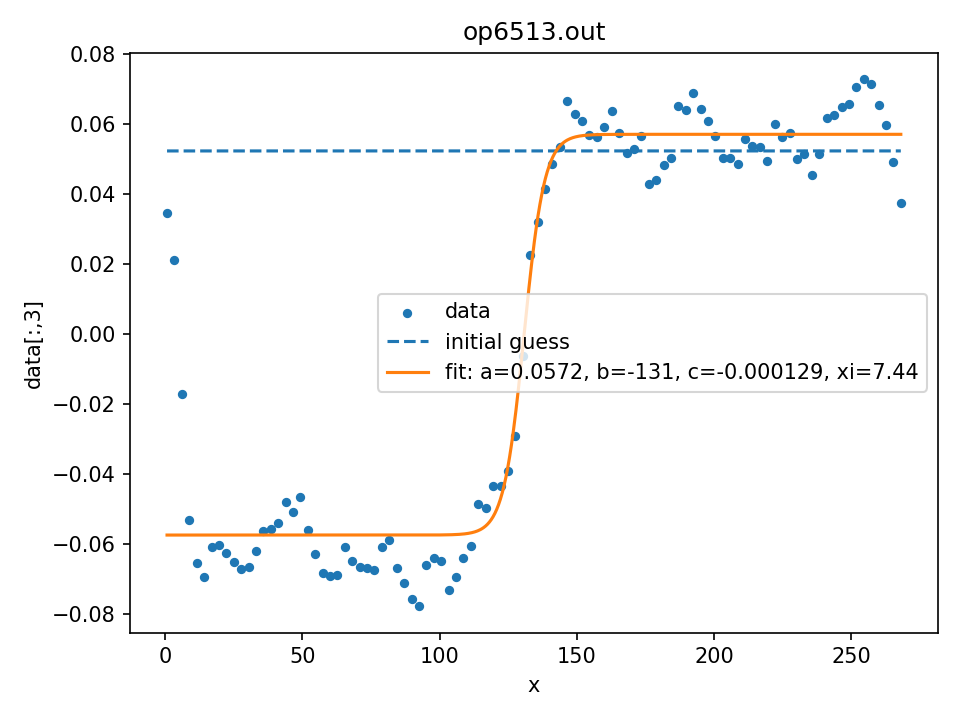 op6513.out
data[:,3]
0.08
0.06
0.04
0.02
0.00
−0.02
−0.04
−0.06
−0.08
data
initial guess
fit: a=0.0572, b=-131, c=-0.000129, xi=7.44
0 50 100 150 200 250
x